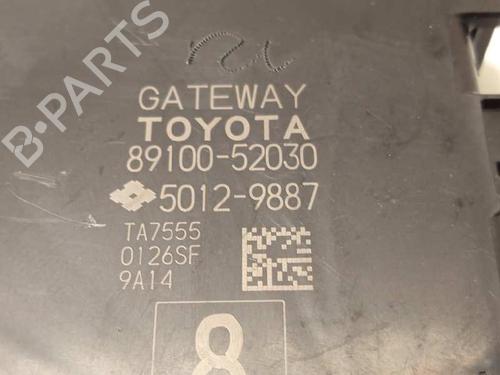 GATEWAY
TOYOTA
89100-52030
5012-9887
TA7555
0126SF
9A14
8
B-PARTS